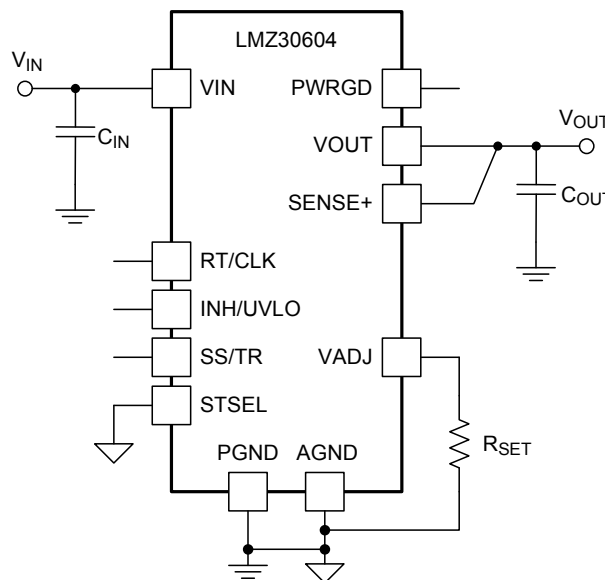 LMZ30604
VIN
VIN
PWRGD
CIN
VOUT
VOUT
SENSE+
COUT
RT/CLK
INH/UVLO
SS/TR
VADJ
STSEL
RSET
PGND
AGND